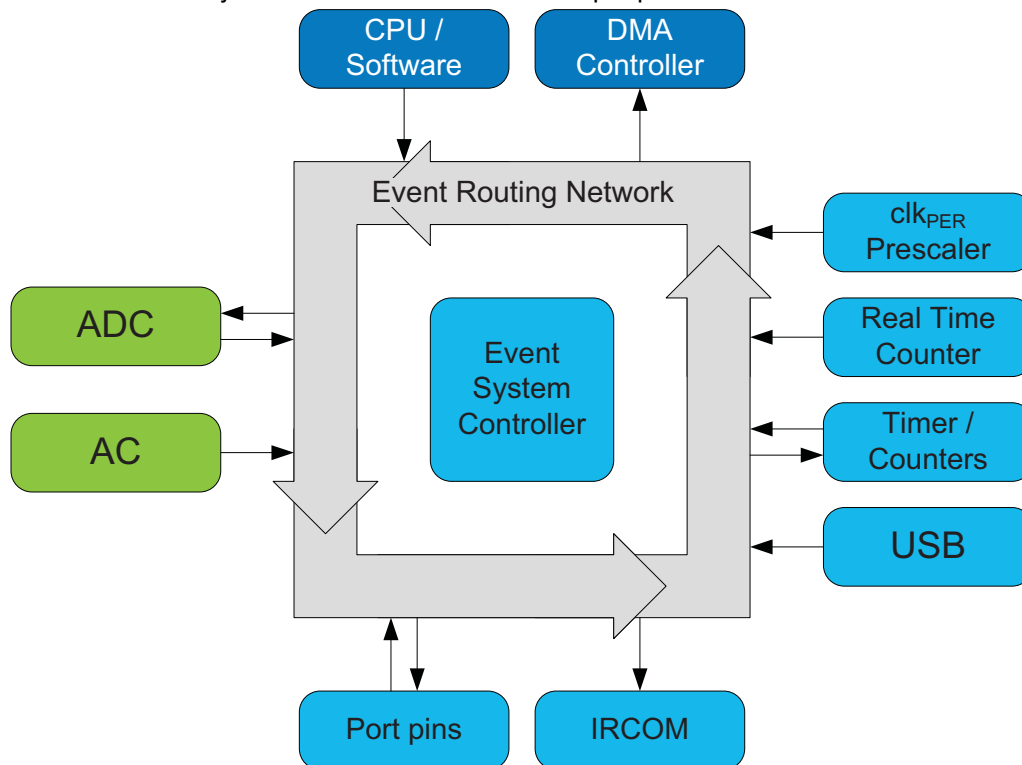 CPU /
Software
DMA
Controller
Event Routing Network
clkPER
Prescaler
ADC
Event
System
Controller
Real Time
Counter
AC
Timer /
Counters
USB
Port pins
IRCOM